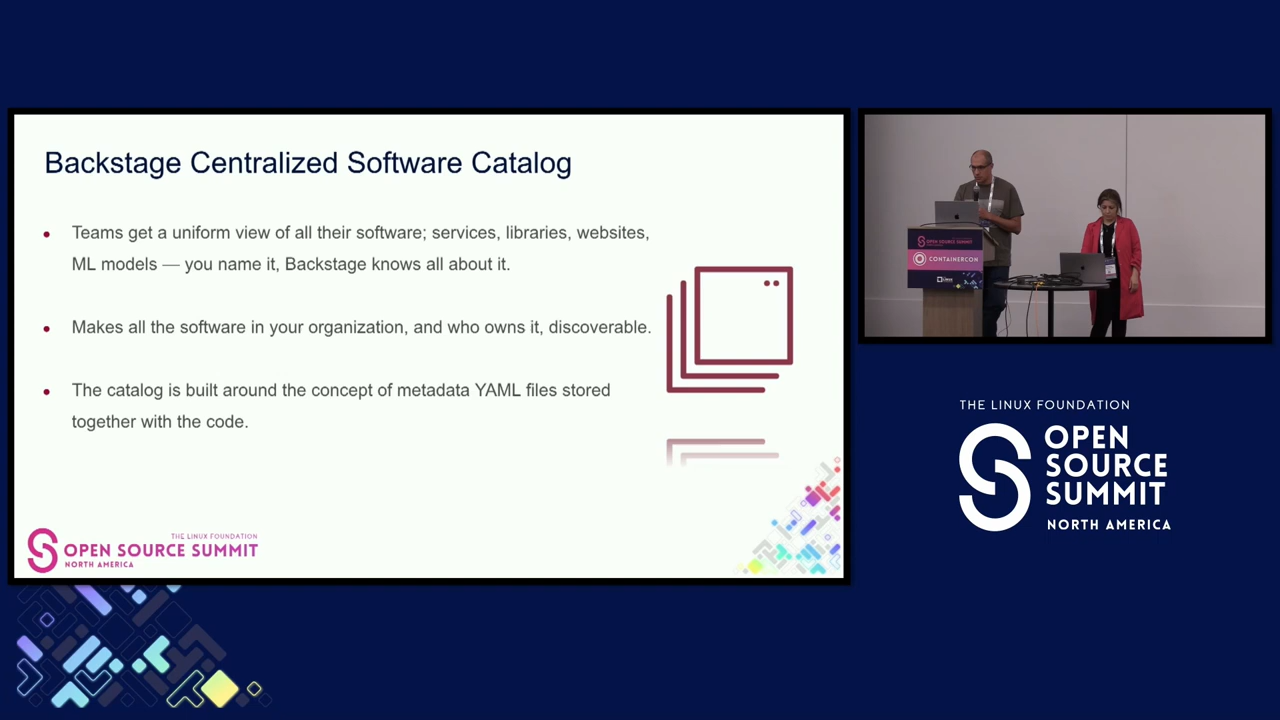 Backstage Centralized Software Catalog
• Teams get a uniform view of all their software; services, libraries, websites,
ML models — you name it, Backstage knows all about it.
• Makes all the software in your organization, and who owns it, discoverable.
• The catalog is built around the concept of metadata YAML files stored
together with the code.
THE LINUX FOUNDATION
OPEN SOURCE SUMMIT
NORTH AMERICA
OPEN SOURCE SUMMIT
CONTAINERCON
THE LINUX FOUNDATION
OPEN
SOURCE
SUMMIT
NORTH AMERICA